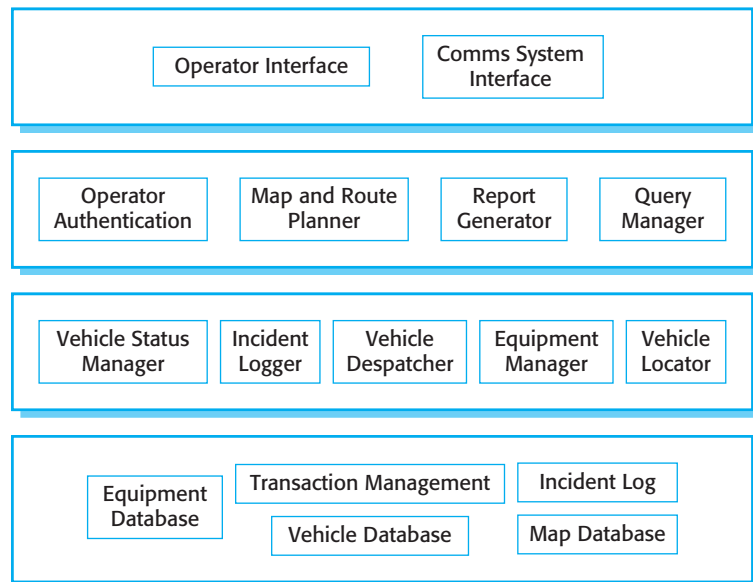 Operator Interface
Comms System
Interface
Operator
Authentication
Map and Route
Planner
Report
Generator
Query
Manager
Vehicle Status
Manager
Incident
Logger
Vehicle
Despatcher
Equipment
Manager
Vehicle
Locator
Equipment
Database
Transaction Management
Incident Log
Vehicle Database
Map Database